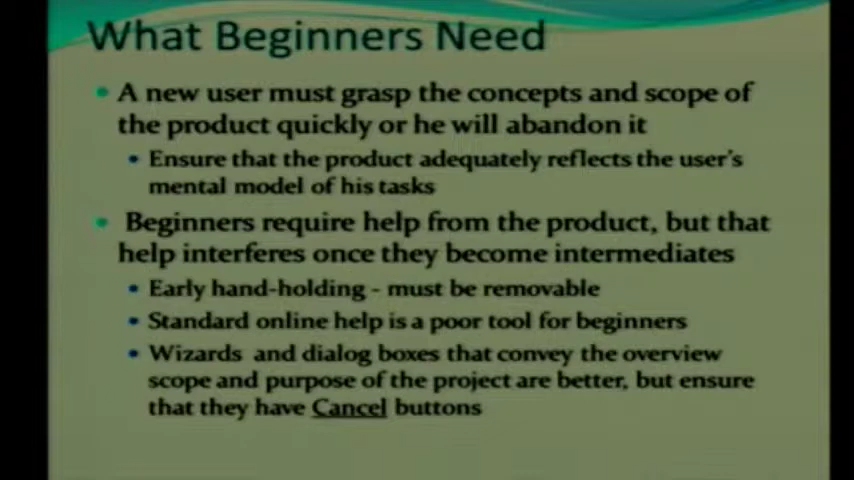 What Beginners Need
A new user must grasp the concepts and scope of
the product quickly or he will abandon it
Ensure that the product adequately reflects the user's
mental model of his tasks
Beginners require help from the product, but that
help interferes once they become intermediates
Early hand-holding - must be removable
Standard online help is a poor tool for beginners
Wizards and dialog boxes that convey the overview
scope and purpose of the project are better, but ensure
that they have Cancel buttons